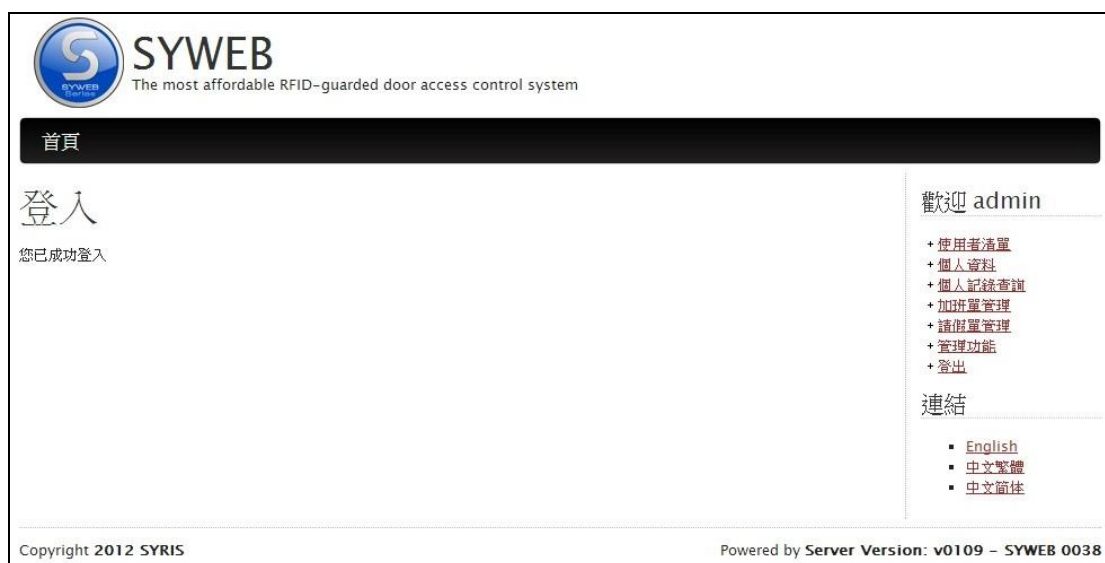 SYWEB
The most affordable RFID-guarded door access control system
SYWEB
Series
首頁
登入
您已成功登入
歡迎 admin
+ 使用者清單
+ 個人資料
+ 個人記錄查詢
+ 加班單管理
+ 請假單管理
+ 管理功能
+ 登出
連結
▪ English
▪ 中文繁體
▪ 中文简体
Copyright 2012 SYRIS
Powered by Server Version: v0109 – SYWEB 0038